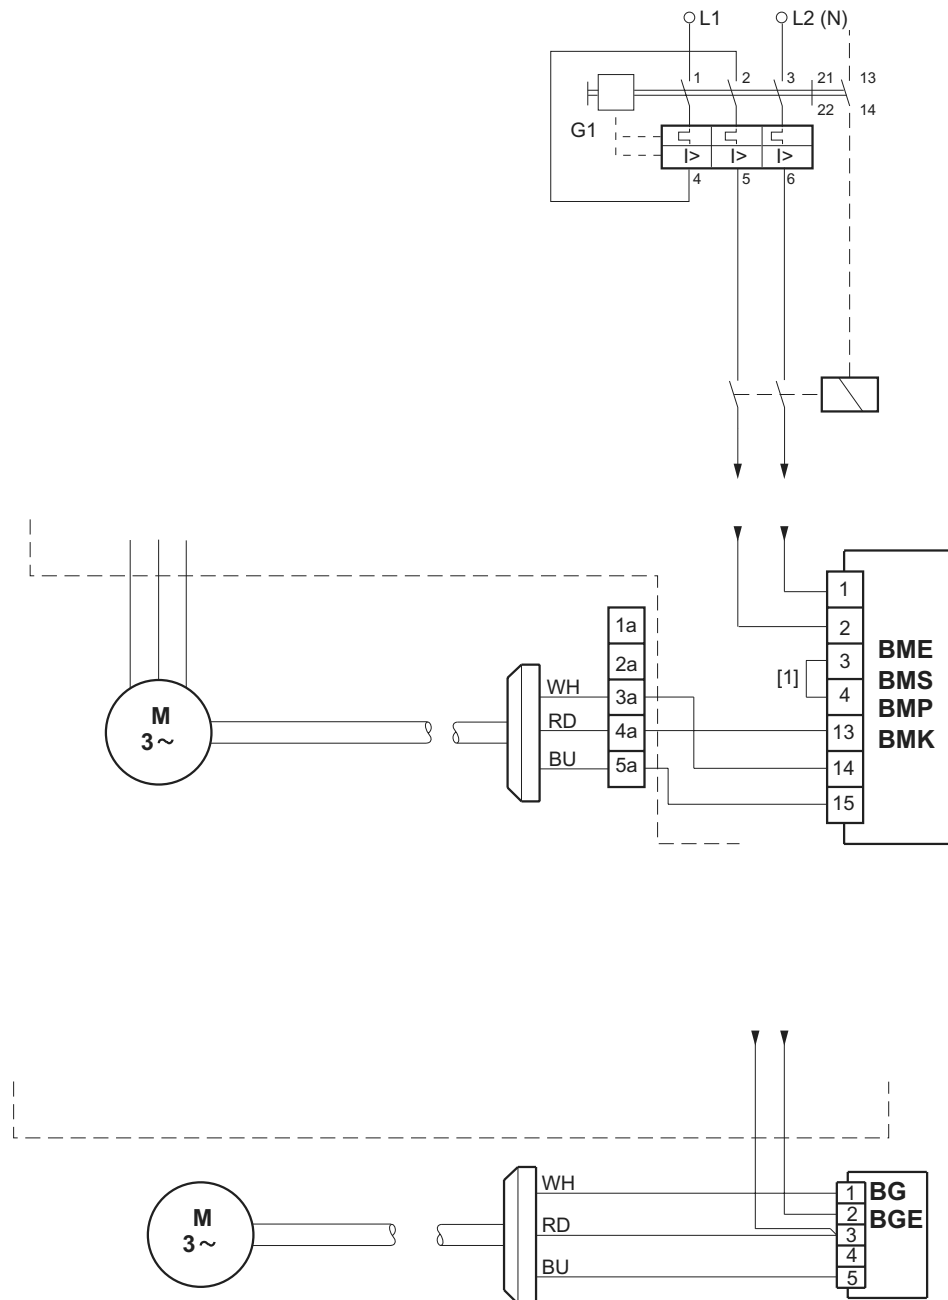 L1
L2 (N)
1 2 3 21 13
22 14
G1
I> I> I>
4 5 6
1
2
3
4
13
14
15
[1]
BME
BMS
BMP
BMK
1a
2a
3a
4a
5a
WH
RD
BU
M
3~
WH
RD
BU
M
3~
1
2
3
4
5
BG
BGE